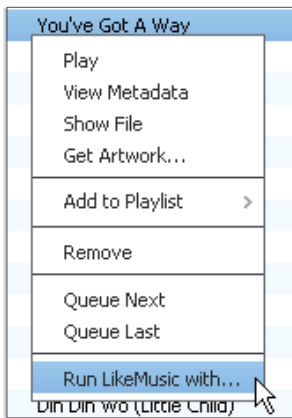 You've Got A Way
Play
View Metadata
Show File
Get Artwork...
Add to Playlist >
Remove
Queue Next
Queue Last
Run LikeMusic with...
Din Din Wo (Little Child)